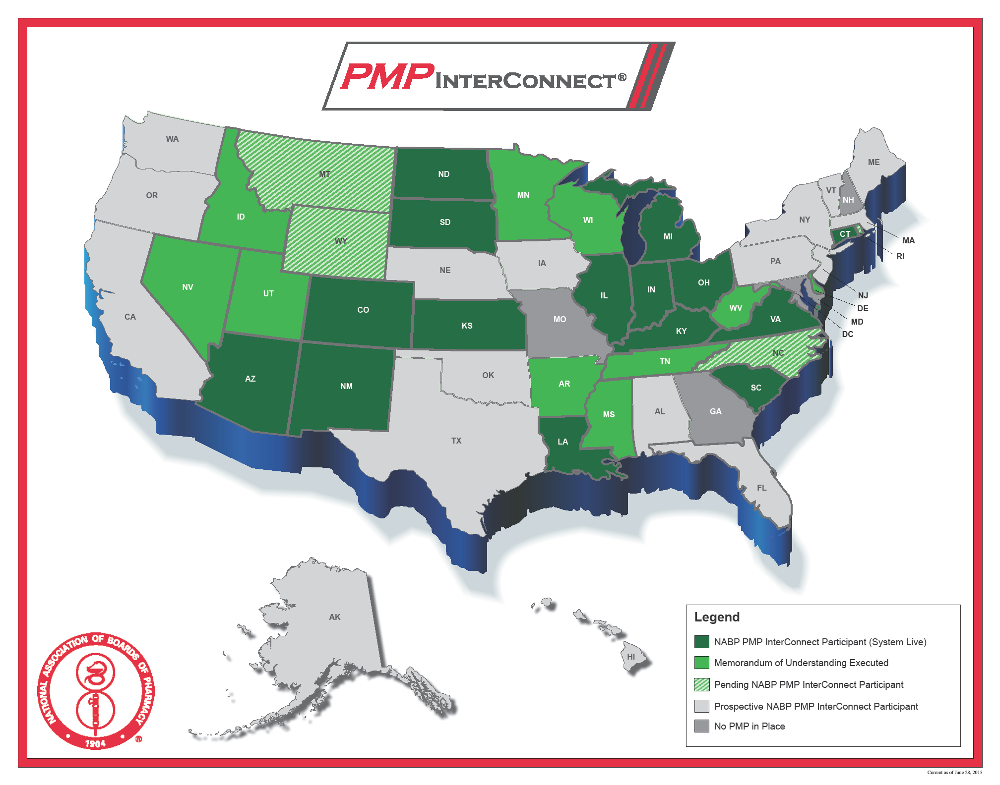 PMP INTERCONNECT®
WA
ME
MT
ND
OR
MN
VT
NH
ID
SD
WI
NY
CT
MI
MA
WY
RI
PA
NE
IA
NV
UT
OH
IN
IL
NJ
DE
CO
WV
CA
MO
VA
MD
KS
KY
DC
NC
TN
AZ
OK
NM
AR
SC
MS
AL
GA
TX
LA
FL
AK
HI
Legend
NABP PMP InterConnect Participant (System Live)
Memorandum of Understanding Executed
Pending NABP PMP InterConnect Participant
Prospective NABP PMP InterConnect Participant
No PMP in Place
NATIONAL ASSOCIATION OF BOARDS OF PHARMACY
1904
®
Current as of June 28, 2013